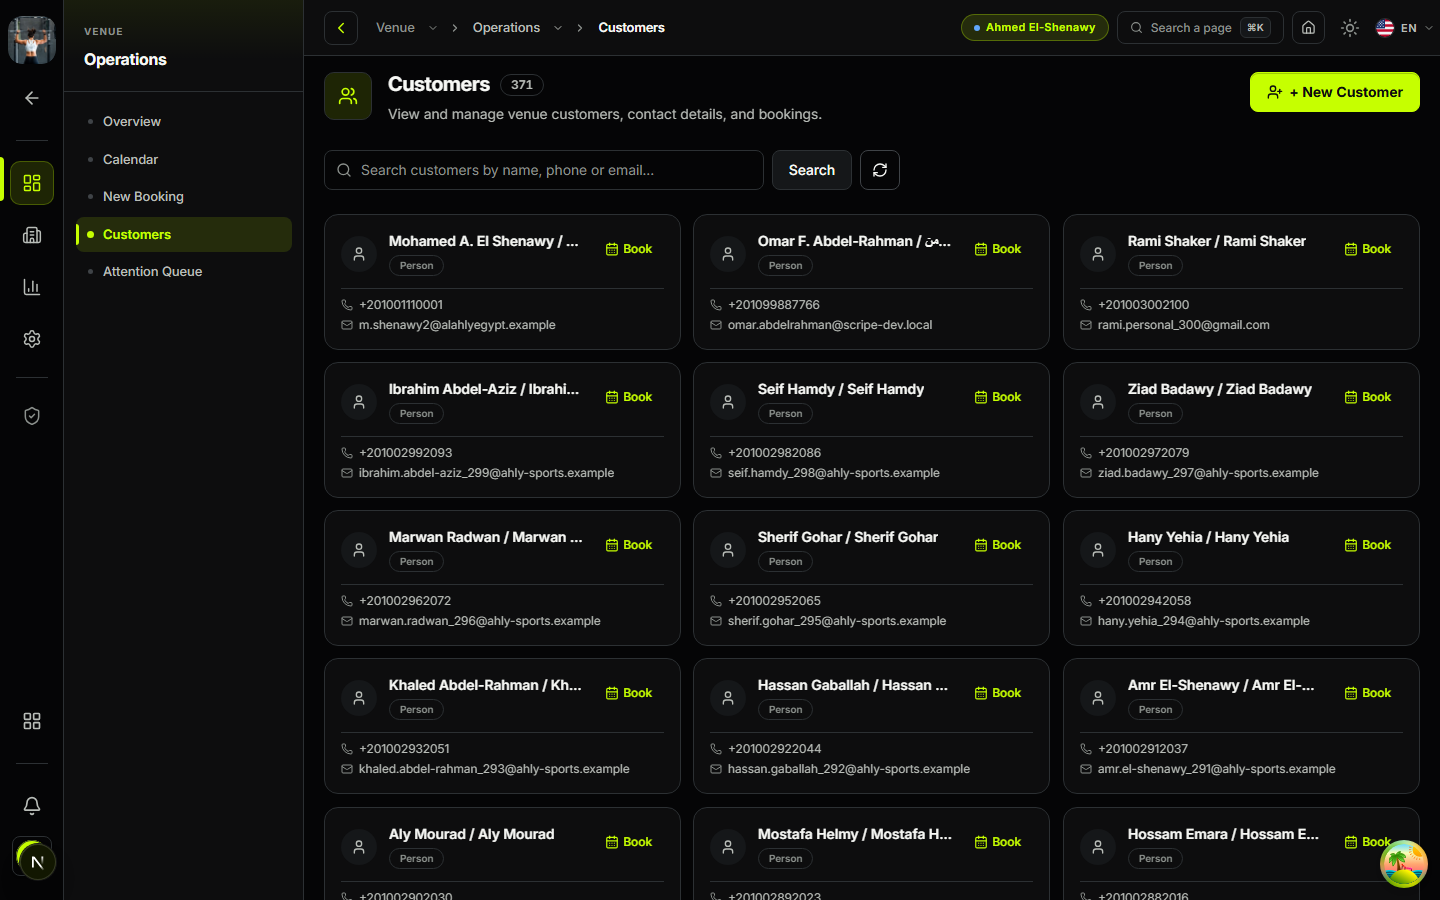 VENUE
Operations
Overview
Calendar
New Booking
Customers
Attention Queue
Venue
Operations
Customers
Ahmed El-Shenawy
Search a page
⌘K
EN
Customers
371
View and manage venue customers, contact details, and bookings.
+ New Customer
Search customers by name, phone or email...
Search
Mohamed A. El Shenawy / ...
Book
Person
+201001110001
m.shenawy2@alahlyegypt.example
Omar F. Abdel-Rahman / من...
Book
Person
+201099887766
omar.abdelrahman@scripe-dev.local
Rami Shaker / Rami Shaker
Book
Person
+201003002100
rami.personal_300@gmail.com
Ibrahim Abdel-Aziz / Ibrahi...
Book
Person
+201002992093
ibrahim.abdel-aziz_299@ahly-sports.example
Seif Hamdy / Seif Hamdy
Book
Person
+201002982086
seif.hamdy_298@ahly-sports.example
Ziad Badawy / Ziad Badawy
Book
Person
+201002972079
ziad.badawy_297@ahly-sports.example
Marwan Radwan / Marwan ...
Book
Person
+201002962072
marwan.radwan_296@ahly-sports.example
Sherif Gohar / Sherif Gohar
Book
Person
+201002952065
sherif.gohar_295@ahly-sports.example
Hany Yehia / Hany Yehia
Book
Person
+201002942058
hany.yehia_294@ahly-sports.example
Khaled Abdel-Rahman / Kh...
Book
Person
+201002932051
khaled.abdel-rahman_293@ahly-sports.example
Hassan Gaballah / Hassan ...
Book
Person
+201002922044
hassan.gaballah_292@ahly-sports.example
Amr El-Shenawy / Amr El-...
Book
Person
+201002912037
amr.el-shenawy_291@ahly-sports.example
Aly Mourad / Aly Mourad
Book
Person
+201002902030
Mostafa Helmy / Mostafa H...
Book
Person
+201002892023
Hossam Emara / Hossam E...
Book
Person
+201002882016
N